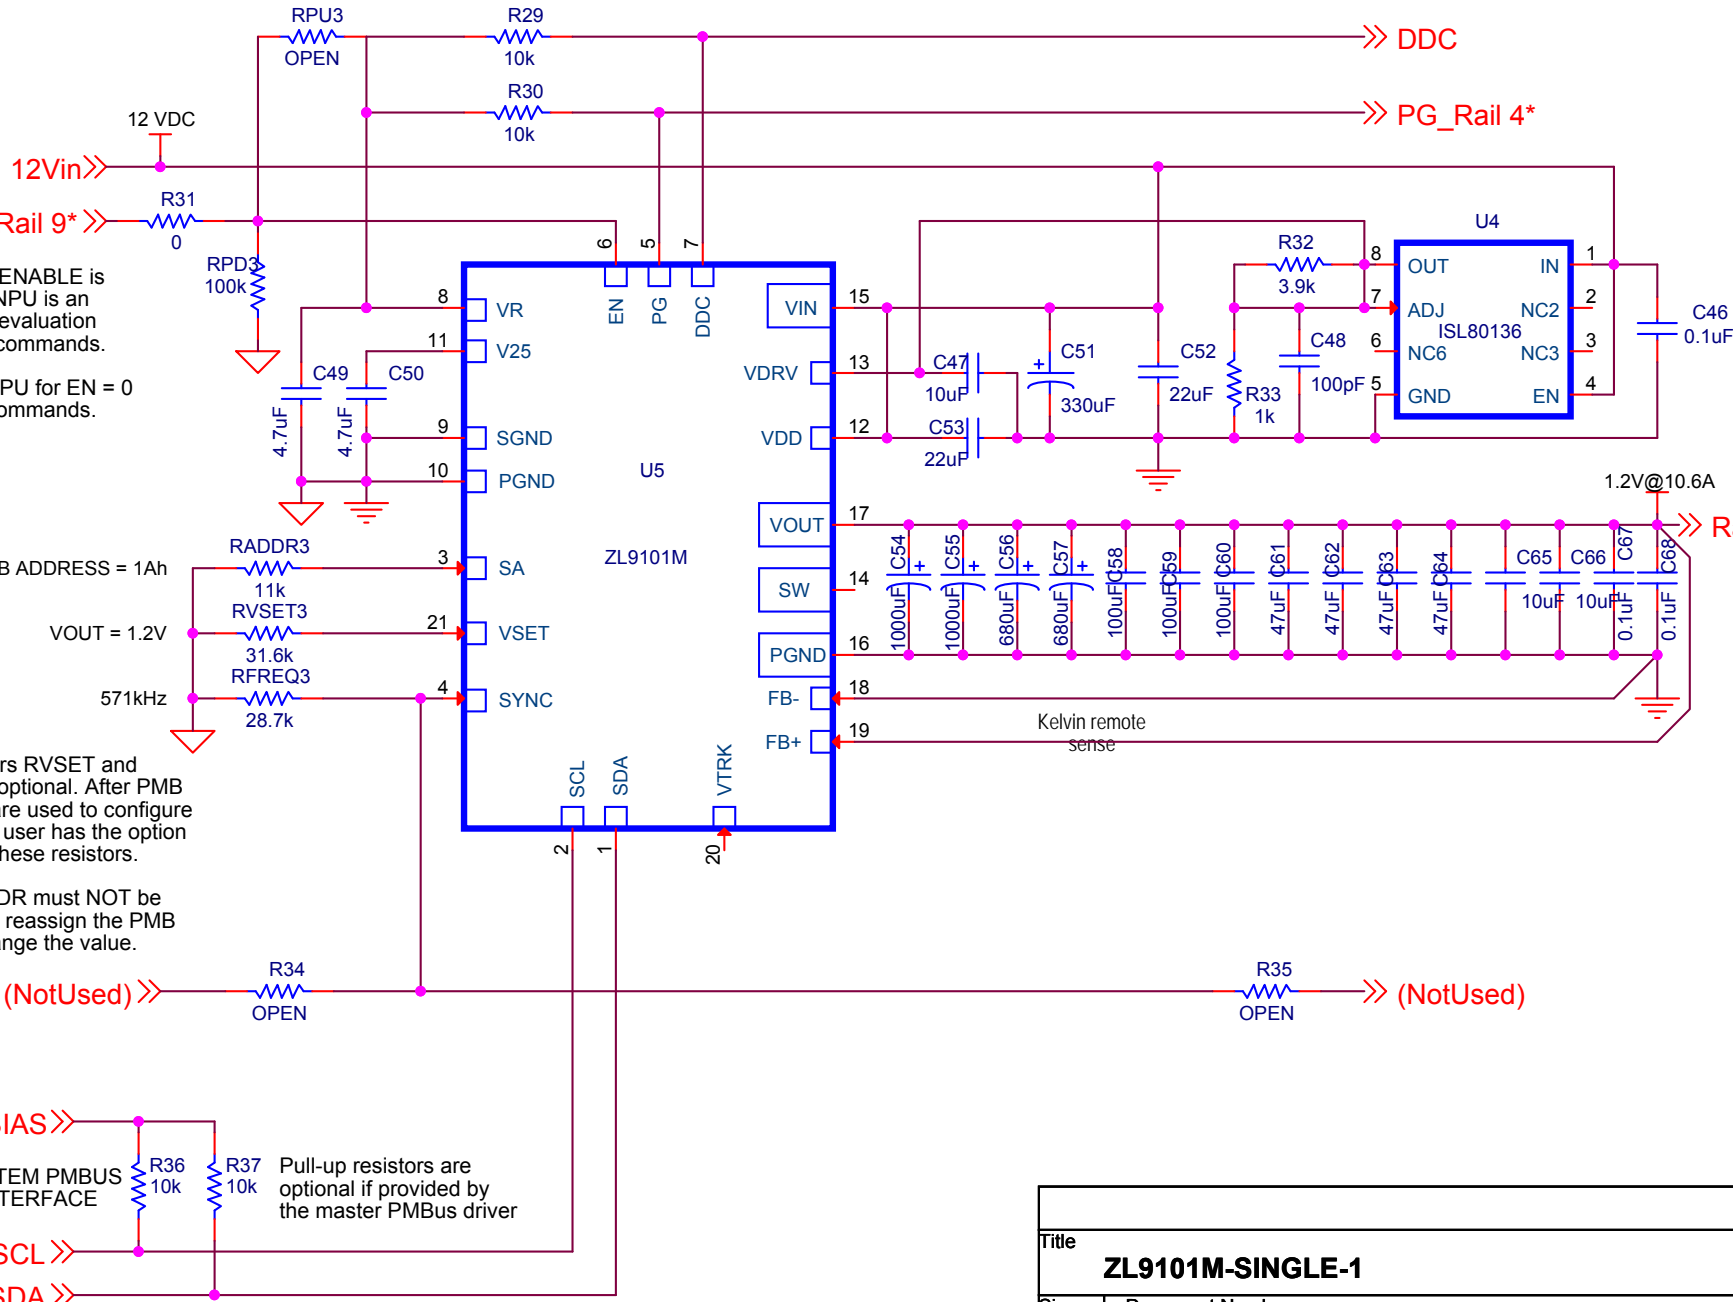 RPU3
OPEN
R29
10k
DDC
R30
10k
PG_Rail 4*
12 VDC
12Vin
R31
0
Rail 9*
RPD3
100k
ENABLE is
NPU is an
evaluation
commands.
PU for EN = 0
ommands.
6
5
7
EN
PG
DDC
8
VR
11
V25
9
SGND
10
PGND
C49
4.7uF
C50
4.7uF
U5
ZL9101M
15
VIN
13
VDRV
12
VDD
17
VOUT
14
SW
16
PGND
18
FB-
19
FB+
C47
10uF
C53
22uF
C51
+
330uF
C52
22uF
R32
3.9k
R33
1k
C48
100pF
U4
ISL80136
8
OUT
7
ADJ
6
NC6
5
GND
IN
1
NC2
2
NC3
3
EN
4
C46
0.1uF
1.2V@10.6A
C54
+
1000uF
C55
+
1000uF
C56
+
680uF
C57
+
680uF
C58
100uF
C59
100uF
C60
100uF
C61
47uF
C62
47uF
C63
47uF
C64
47uF
C65
10uF
C66
10uF
C67
0.1uF
C68
0.1uF
Kelvin remote
sense
B ADDRESS = 1Ah
RADDR3
11k
3
SA
VOUT = 1.2V
RVSET3
31.6k
21
VSET
571kHz
RFREQ3
28.7k
4
SYNC
SCL
SDA
VTRK
2
1
20
rs RVSET and
optional. After PMB
are used to configure
user has the option
hese resistors.
DR must NOT be
reassign the PMB
ange the value.
(NotUsed)
R34
OPEN
R35
OPEN
(NotUsed)
BIAS
R36
10k
R37
10k
TEM PMBUS
TERFACE
Pull-up resistors are
optional if provided by
the master PMBus driver
SCL
SDA
Title
ZL9101M-SINGLE-1